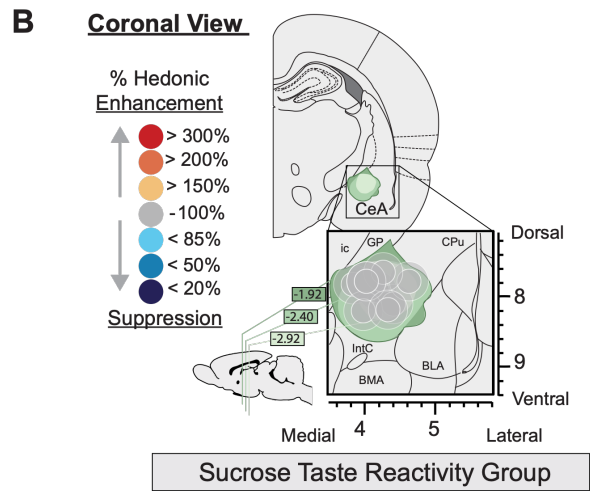 B
Coronal View
% Hedonic
Enhancement
> 300%
> 200%
> 150%
-100%
< 85%
< 50%
< 20%
Suppression
CeA
ic
GP
CPu
IntC
BLA
BMA
-1.92
-2.40
-2.92
Dorsal
8
9
Ventral
4
5
Medial
Lateral
Sucrose Taste Reactivity Group